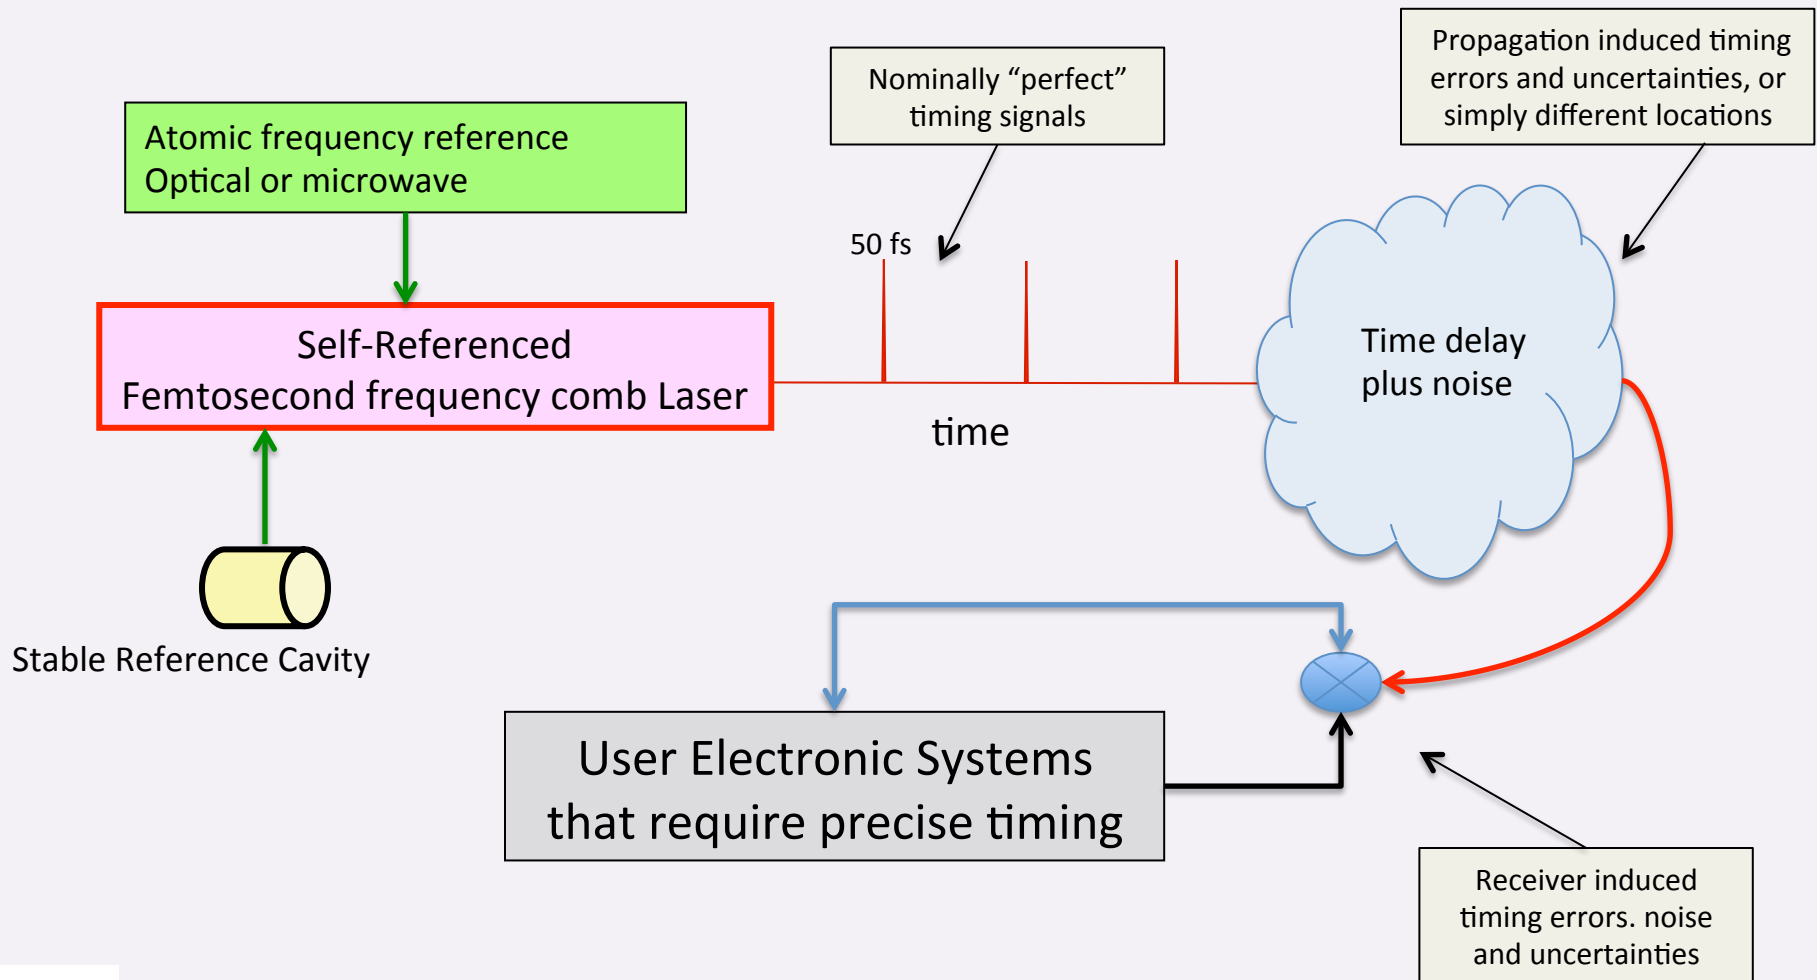 Propagation induced timing
errors and uncertainties, or
simply different locations
Nominally “perfect”
timing signals
Atomic frequency reference
Optical or microwave
50 fs
Self-Referenced
Femtosecond frequency comb Laser
Time delay
plus noise
time
Stable Reference Cavity
User Electronic Systems
that require precise timing
Receiver induced
timing errors. noise
and uncertainties